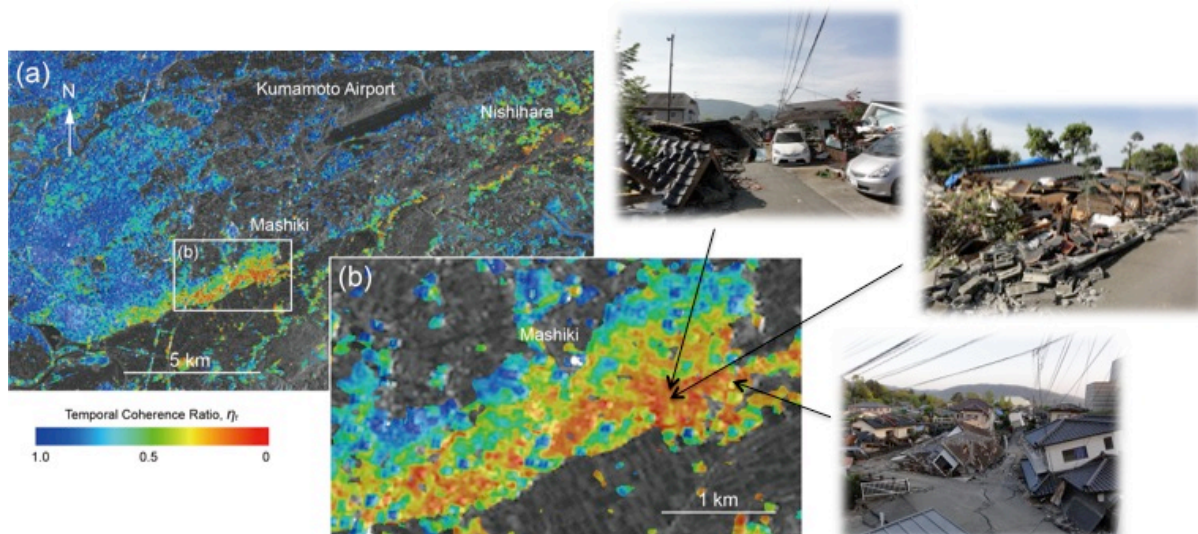 (a)
N
Kumamoto Airport
Nishihara
Mashiki
(b)
5 km
Temporal Coherence Ratio, ηr
1.0 0.5 0
(b)
Mashiki
1 km